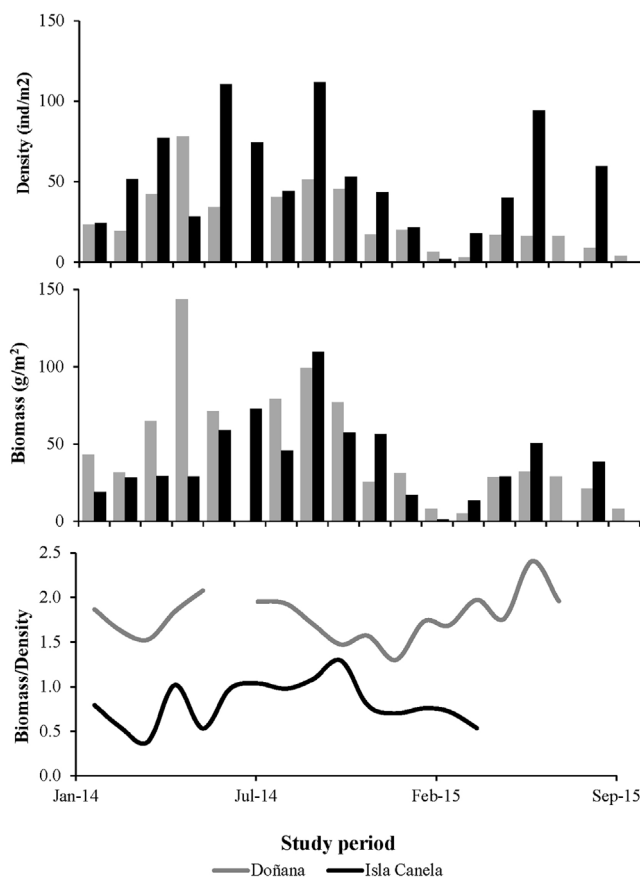 150
100
50
0
Density (ind/m2)
150
100
50
0
Biomass (g/m²)
2.5
2.0
1.5
1.0
0.5
0.0
Biomass/Density
Jan-14 Jul-14 Feb-15 Sep-15
Study period
Doñana Isla Canela